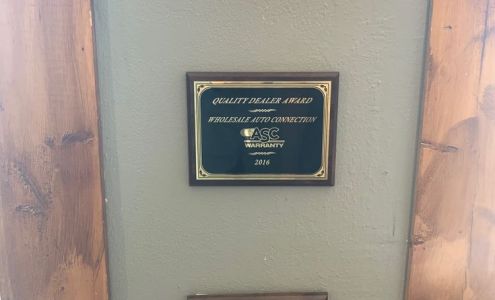 QUALITY DEALER AWARD
WHOLESALE AUTO CONNECTION
ASC
WARRANTY
2016